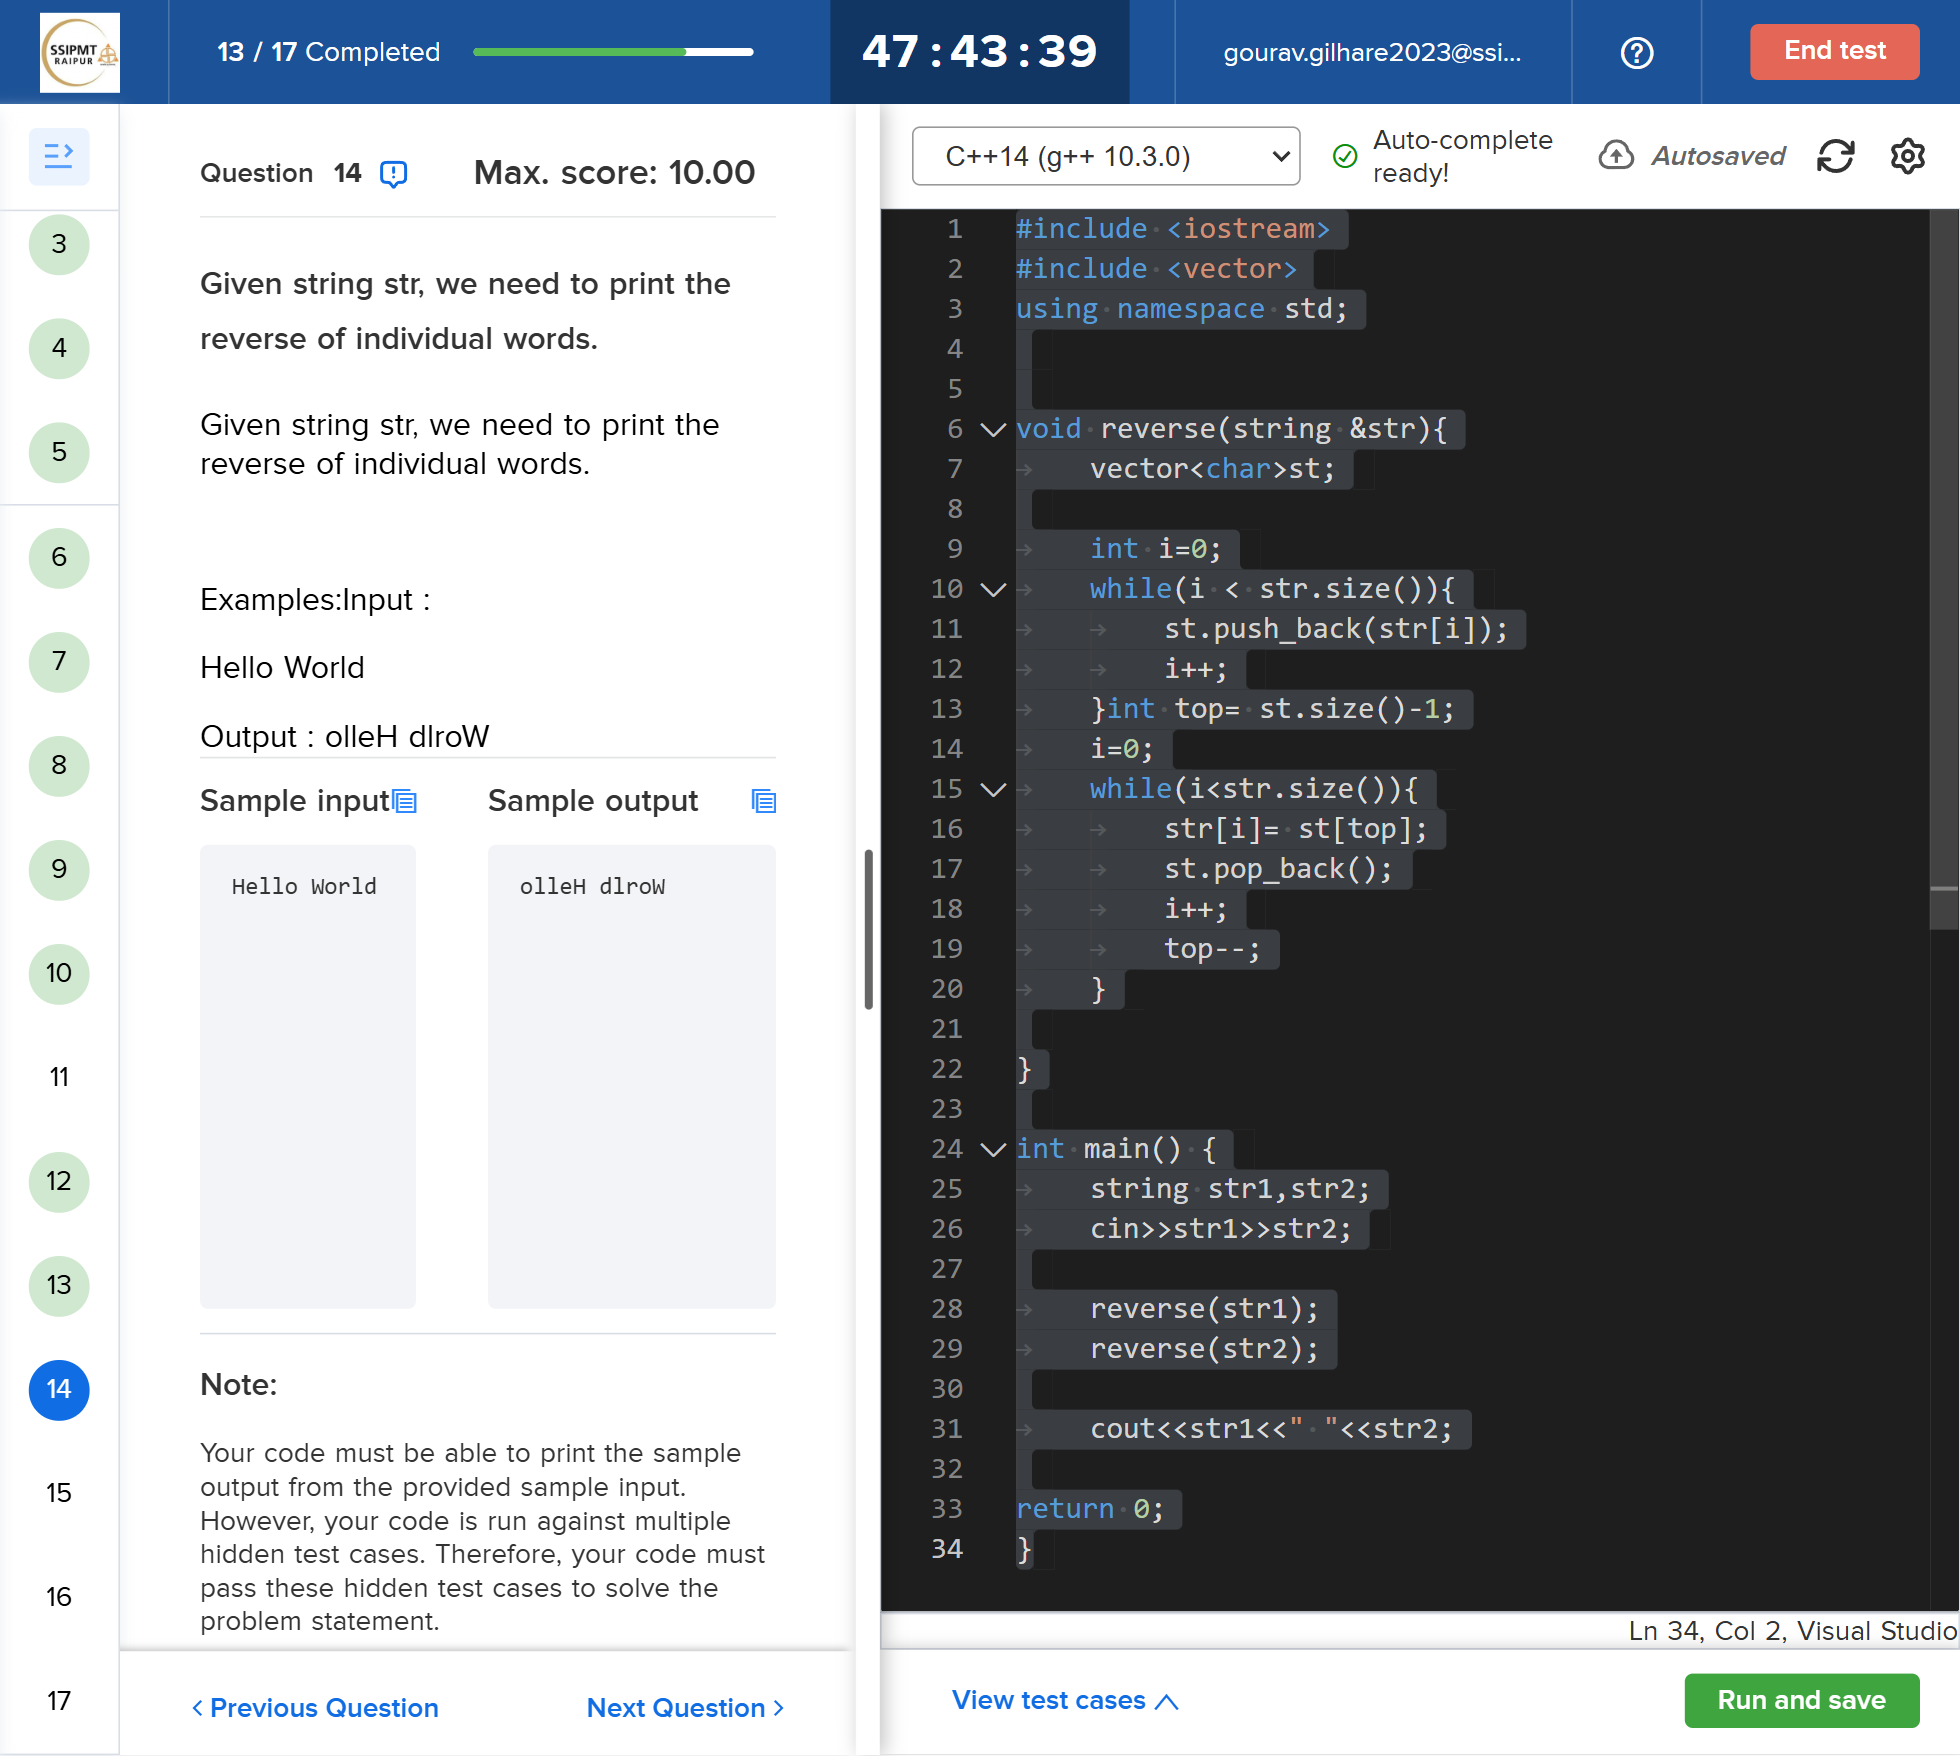 SSIPMT
RAIPUR
13 / 17 Completed
47 : 43 : 39
gourav.gilhare2023@ssi...
End test
3
4
5
6
7
8
9
10
11
12
13
14
15
16
17
Question 14
Max. score: 10.00
Given string str, we need to print the
reverse of individual words.
Given string str, we need to print the
reverse of individual words.
Examples:Input :
Hello World
Output : olleH dlroW
Sample input
Sample output
Hello World
olleH dlroW
Note:
Your code must be able to print the sample
output from the provided sample input.
However, your code is run against multiple
hidden test cases. Therefore, your code must
pass these hidden test cases to solve the
problem statement.
Previous Question
Next Question
C++14 (g++ 10.3.0)
Auto-complete
ready!
Autosaved
1 #include <iostream>
2 #include <vector>
3 using namespace std;
4
5
6 void reverse(string &str){
7 vector<char>st;
8
9 int i=0;
10 while(i < str.size()){
11 st.push_back(str[i]);
12 i++;
13 }int top= st.size()-1;
14 i=0;
15 while(i<str.size()){
16 str[i]= st[top];
17 st.pop_back();
18 i++;
19 top--;
20 }
21
22 }
23
24 int main() {
25 string str1,str2;
26 cin>>str1>>str2;
27
28 reverse(str1);
29 reverse(str2);
30
31 cout<<str1<<" "<<str2;
32
33 return 0;
34 }
Ln 34, Col 2, Visual Studio
View test cases
Run and save